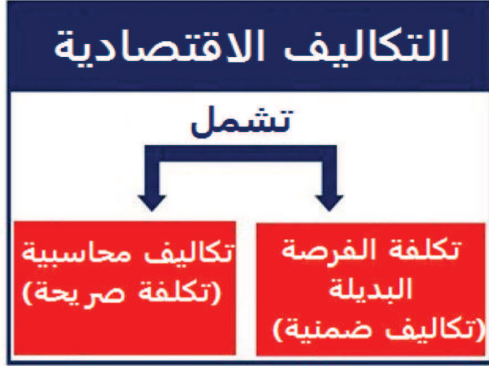 التكاليف الاقتصادية
تشمل
تكلفة الفرصة
البديلة
(تكاليف ضمنية)
تكاليف محاسبية
(تكلفة صريحة)